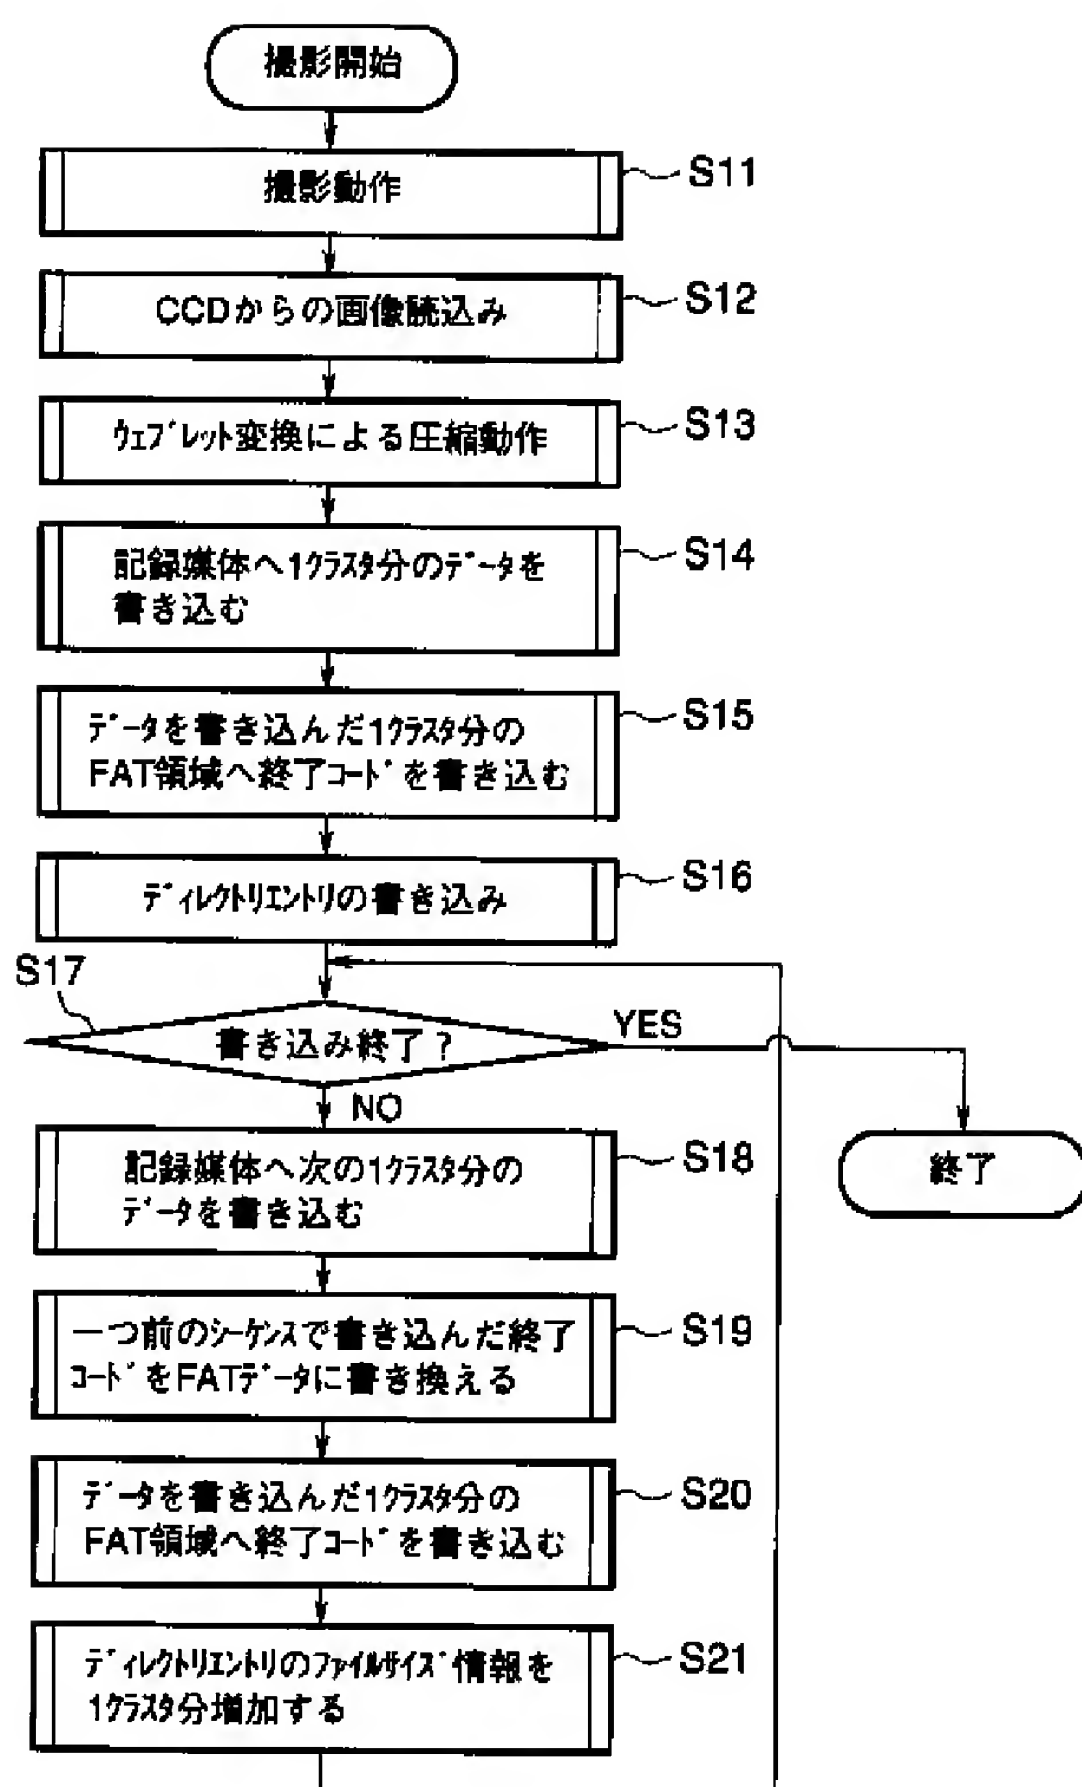 撮影開始
撮影動作
S11
CCDからの画像読込み
S12
ｳｪﾌﾞﾚｯﾄ変換による圧縮動作
S13
記録媒体へ1ｸﾗｽﾀ分のﾃﾞｰﾀを
書き込む
S14
ﾃﾞｰﾀを書き込んだ1ｸﾗｽﾀ分の
FAT領域へ終了ｺｰﾄﾞを書き込む
S15
ﾃﾞｨﾚｸﾄﾘｴﾝﾄﾘの書き込み
S16
S17
書き込み終了？
YES
NO
終了
記録媒体へ次の1ｸﾗｽﾀ分の
ﾃﾞｰﾀを書き込む
S18
一つ前のｼｰｹﾝｽで書き込んだ終了
ｺｰﾄﾞをFATﾃﾞｰﾀに書き換える
S19
ﾃﾞｰﾀを書き込んだ1ｸﾗｽﾀ分の
FAT領域へ終了ｺｰﾄﾞを書き込む
S20
ﾃﾞｨﾚｸﾄﾘｴﾝﾄﾘのﾌｧｲﾙｻｲｽﾞ情報を
1ｸﾗｽﾀ分増加する
S21